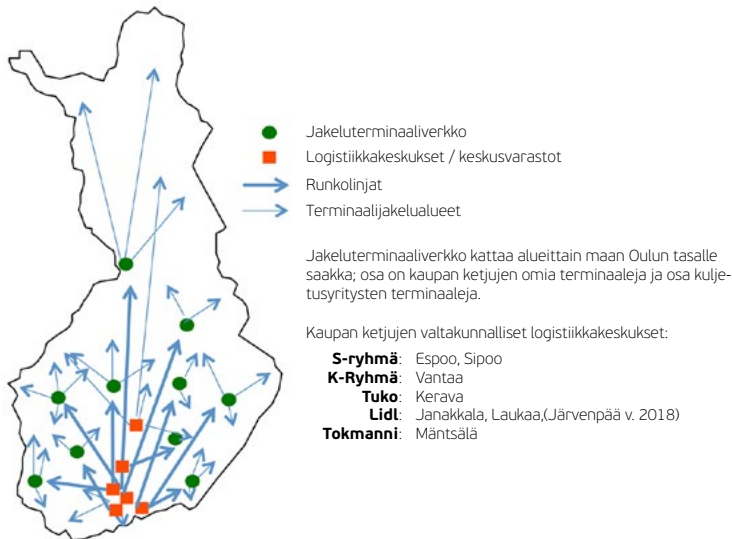 Jakeluterminaaliverkko
Logistiikkakeskukset / keskusvarastot
Runkolinjat
Terminaalijakelualueet
Jakeluterminaaliverkko kattaa alueittain maan Oulun tasalle
saakka; osa on kaupan ketjujen omia terminaaleja ja osa kulje-
tusyritysten terminaaleja.
Kaupan ketjujen valtakunnalliset logistiikkakeskukset:
S-ryhmä: Espoo, Sipoo
K-Ryhmä: Vantaa
Tuko: Kerava
Lidl: Janakkala, Laukaa,(Järvenpää v. 2018)
Tokmanni: Mäntsälä